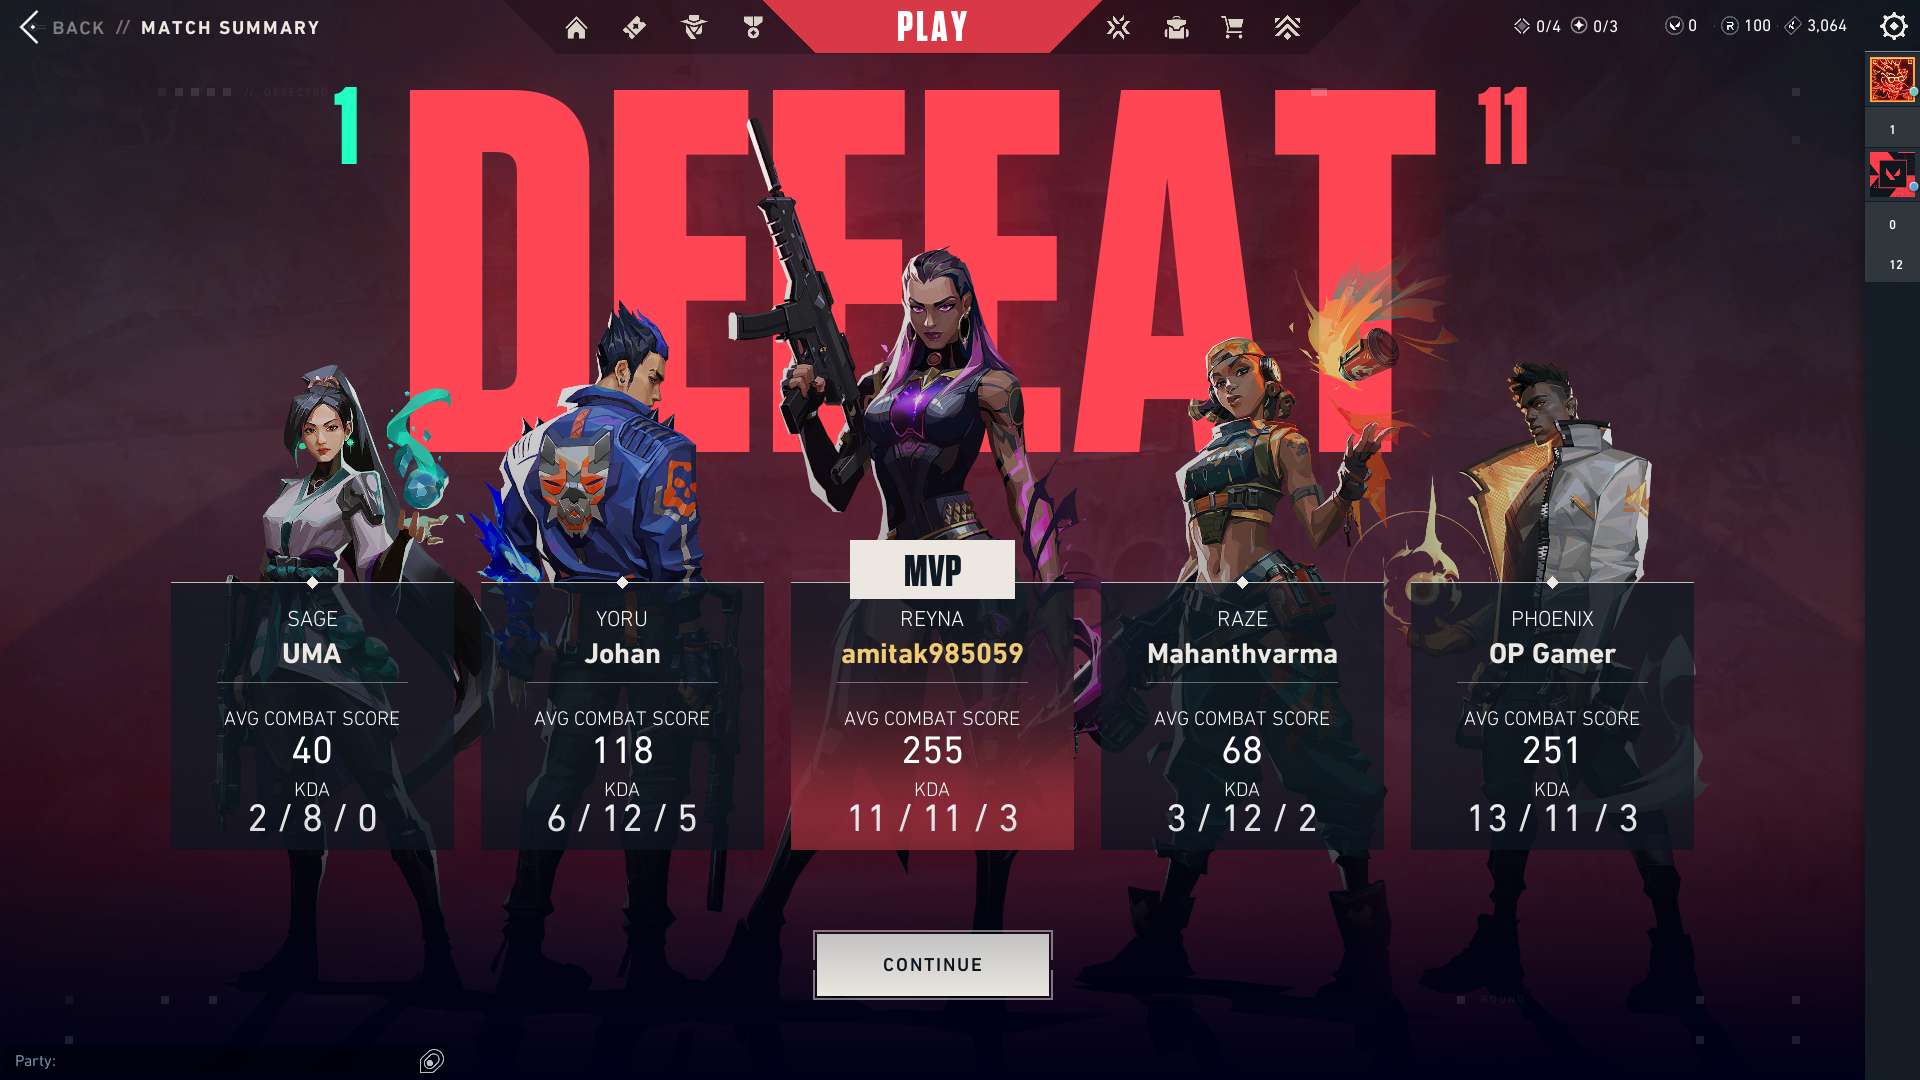 BACK // MATCH SUMMARY
PLAY
0/4 0/3 0 100 3,064
// DETECTED
1 DEFEAT 11
1
0
12
MVP
SAGE
UMA
AVG COMBAT SCORE
40
KDA
2 / 8 / 0
YORU
Johan
AVG COMBAT SCORE
118
KDA
6 / 12 / 5
REYNA
amitak985059
AVG COMBAT SCORE
255
KDA
11 / 11 / 3
RAZE
Mahanthvarma
AVG COMBAT SCORE
68
KDA
3 / 12 / 2
PHOENIX
OP Gamer
AVG COMBAT SCORE
251
KDA
13 / 11 / 3
CONTINUE
ROUND
Party: